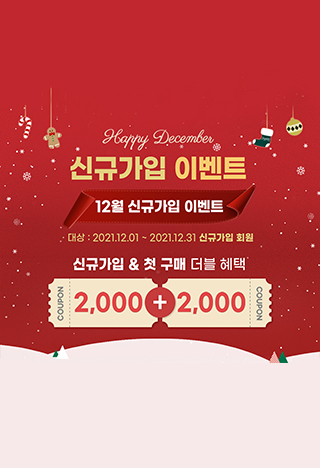 Happy December
신규가입 이벤트
12월 신규가입 이벤트
대상 : 2021.12.01 ~ 2021.12.31 신규가입 회원
신규가입 & 첫 구매 더블 혜택
COUPON 2,000 + 2,000 COUPON